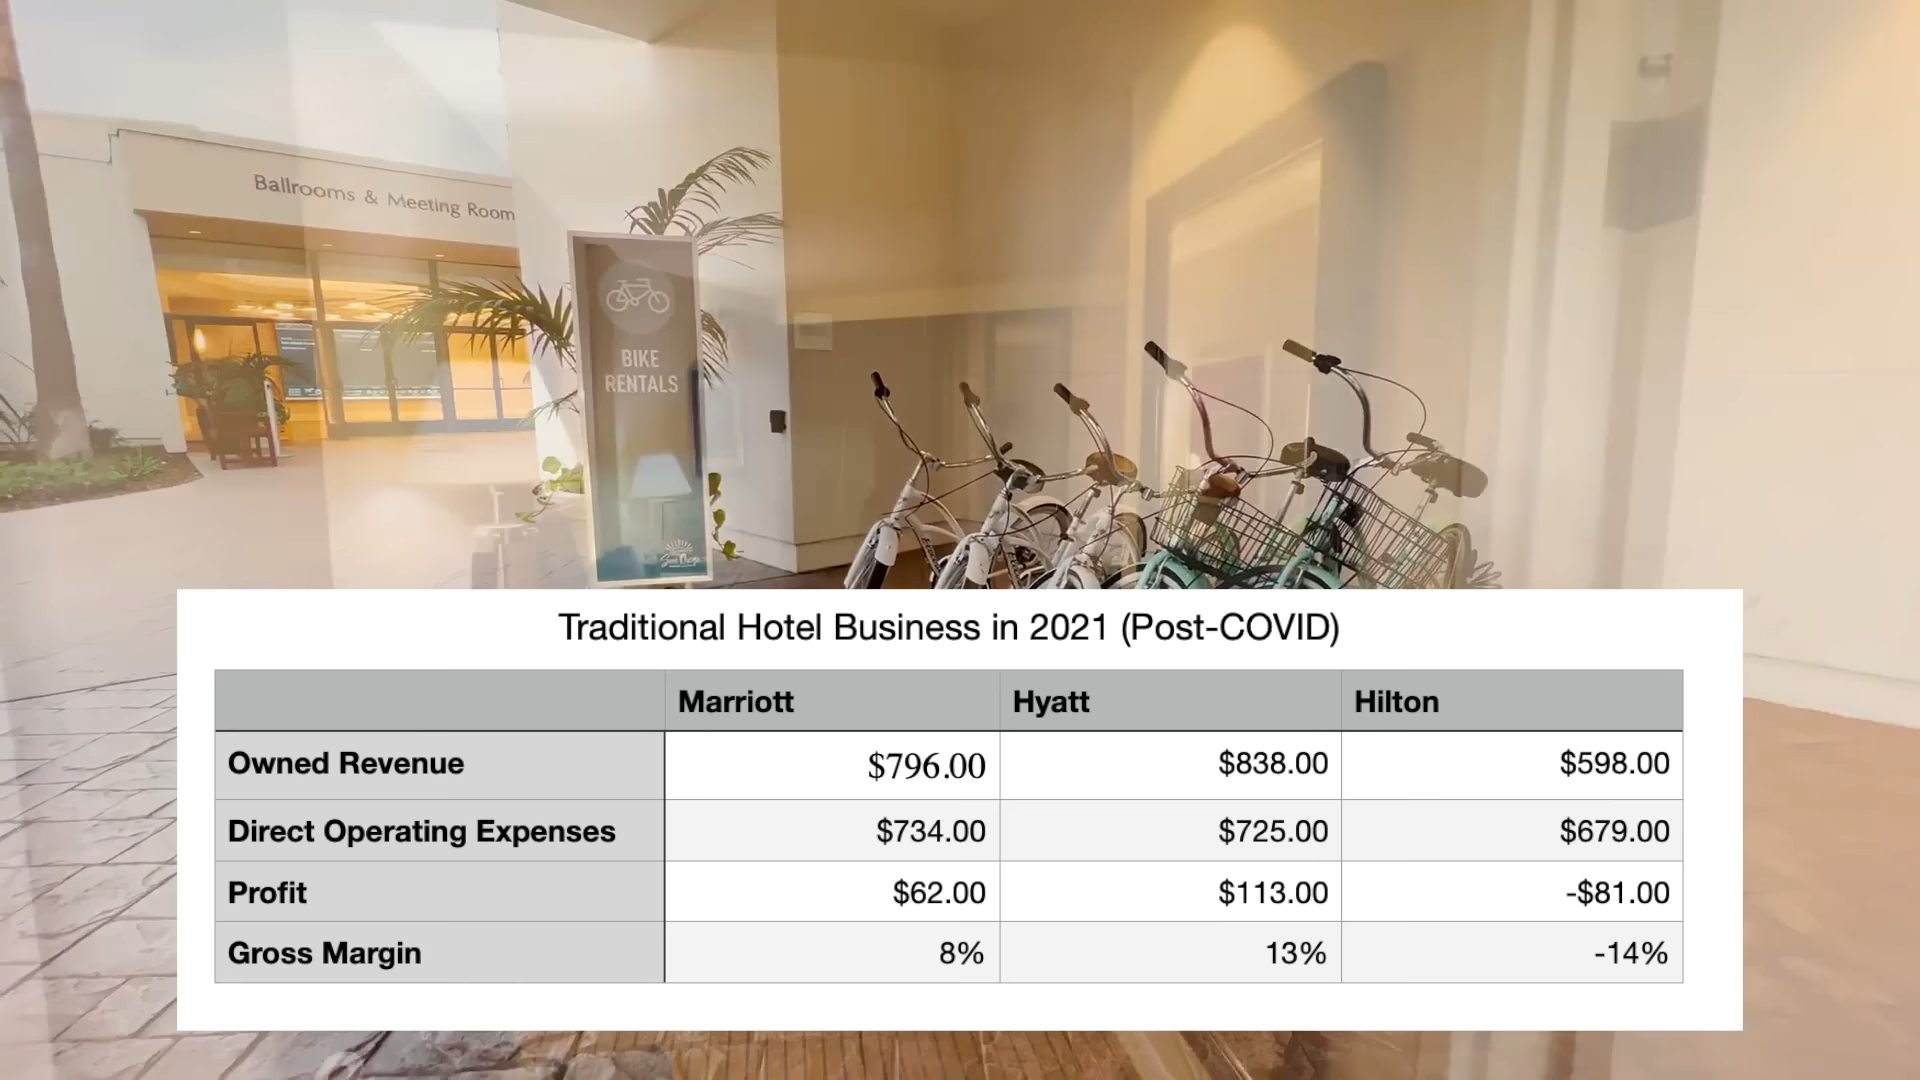 Ballrooms & Meeting Room
BIKE
RENTALS
San Diego
Traditional Hotel Business in 2021 (Post-COVID)
Marriott Hyatt Hilton
Owned Revenue $796.00 $838.00 $598.00
Direct Operating Expenses $734.00 $725.00 $679.00
Profit $62.00 $113.00 -$81.00
Gross Margin 8% 13% -14%